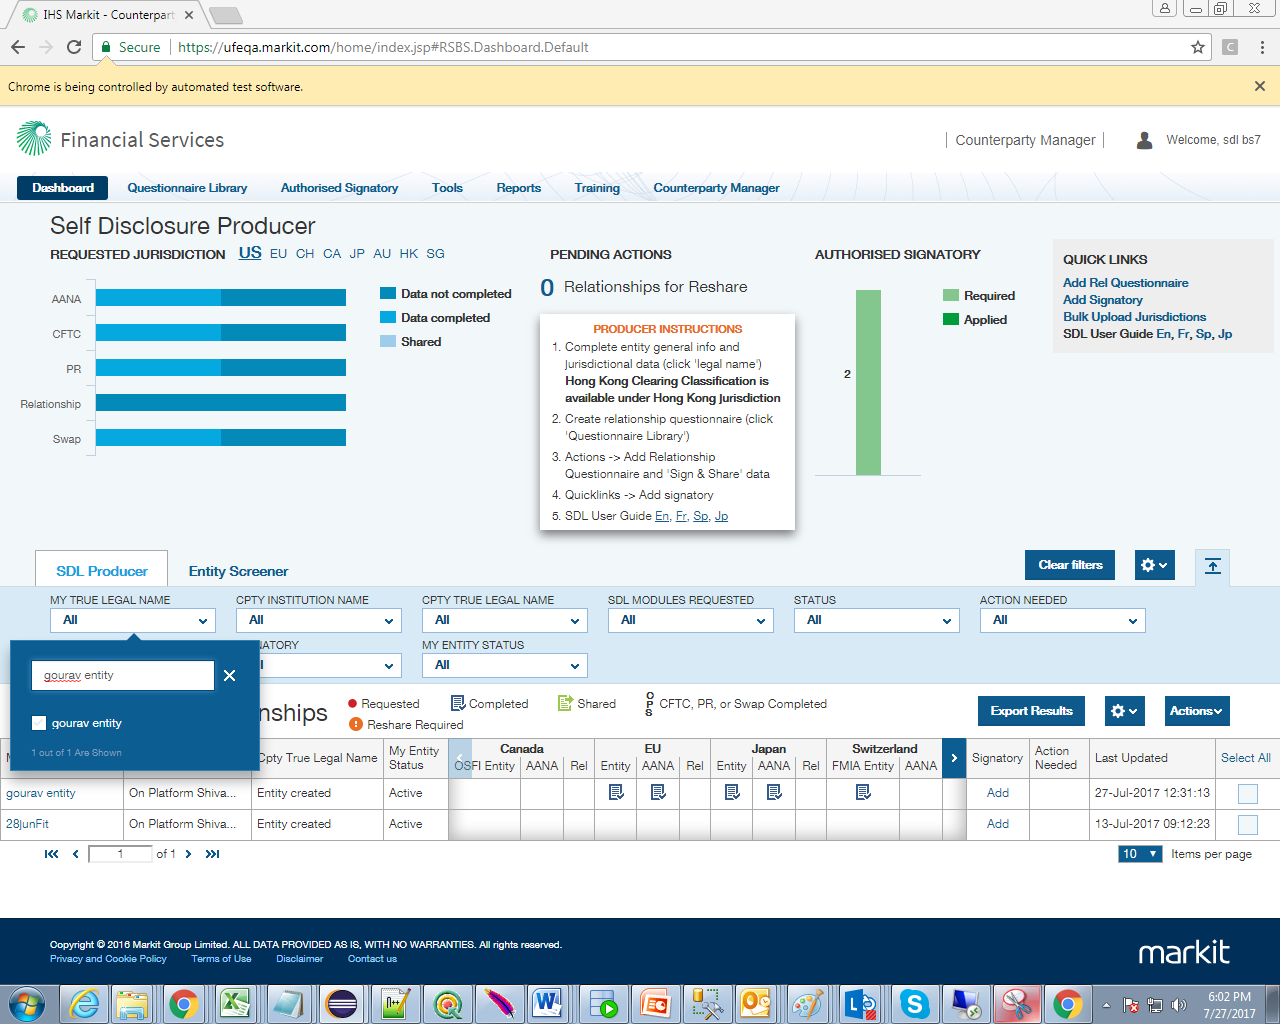 IHS Markit - Counterpart
Secure
https://ufeqa.markit.com/home/index.jsp#RSBS.Dashboard.Default
C
Chrome is being controlled by automated test software.
Financial Services
Counterparty Manager
Welcome, sdl bs7
Dashboard
Questionnaire Library
Authorised Signatory
Tools
Reports
Training
Counterparty Manager
Self Disclosure Producer
REQUESTED JURISDICTION US EU CH CA JP AU HK SG
AANA
CFTC
PR
Relationship
Swap
Data not completed
Data completed
Shared
PENDING ACTIONS
0 Relationships for Reshare
PRODUCER INSTRUCTIONS
1. Complete entity general info and
jurisdictional data (click 'legal name')
Hong Kong Clearing Classification is
available under Hong Kong Jurisdiction
2. Create relationship questionnaire (click
'Questionnaire Library')
3. Actions -> Add Relationship
Questionnaire and 'Sign & Share' data
4. Quicklinks -> Add signatory
5. SDL User Guide En, Fr, Sp, Jp
AUTHORISED SIGNATORY
2
Required
Applied
QUICK LINKS
Add Rel Questionnaire
Add Signatory
Bulk Upload Jurisdictions
SDL User Guide En, Fr, Sp, Jp
SDL Producer
Entity Screener
Clear filters
MY TRUE LEGAL NAME
All
CPTY INSTITUTION NAME
All
CPTY TRUE LEGAL NAME
All
SDL MODULES REQUESTED
All
STATUS
All
ACTION NEEDED
All
NATORY
MY ENTITY STATUS
All
gourav entity
gourav entity
1 out of 1 Are Shown
nships
Requested
Completed
Shared
OPS CFTC, PR, or Swap Completed
Reshare Required
Export Results
Actions
Cpty True Legal Name
My Entity
Status
Canada
OSFI Entity AANA Rel
EU
Entity AANA Rel
Japan
Entity AANA Rel
Switzerland
FMIA Entity AANA
Signatory
Action
Needed
Last Updated
Select All
gourav entity On Platform Shiva... Entity created Active Add 27-Jul-2017 12:31:13
28JunFit On Platform Shiva... Entity created Active Add 13-Jul-2017 09:12:23
1 of 1
10 Items per page
Copyright © 2016 Markit Group Limited. ALL DATA PROVIDED AS IS, WITH NO WARRANTIES. All rights reserved.
Privacy and Cookie Policy Terms of Use Disclaimer Contact us
markit
6:02 PM
7/27/2017